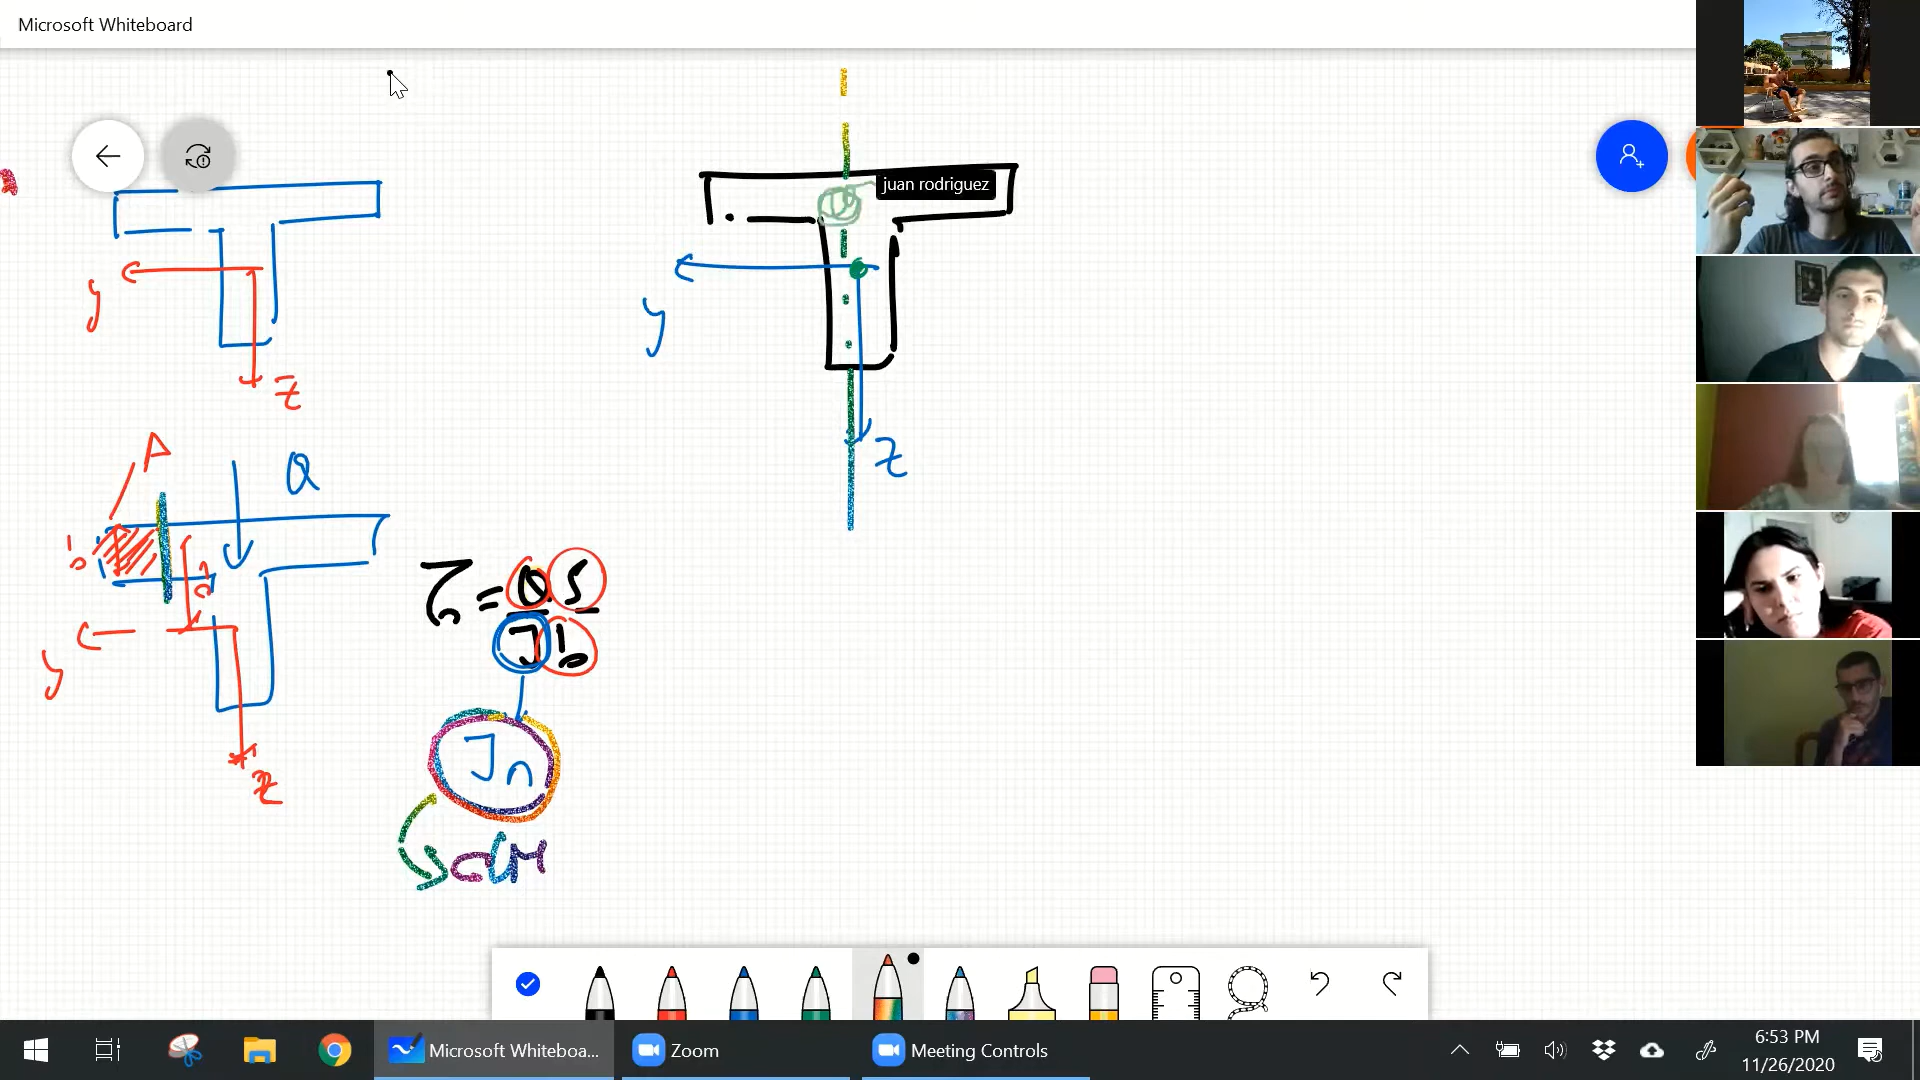 Microsoft Whiteboard
juan rodriguez
y
z
y
z
A
Q
b
d
y
z
τ = Q.S
J b
Jn
Microsoft Whiteboa...
Zoom
Meeting Controls
6:53 PM
11/26/2020